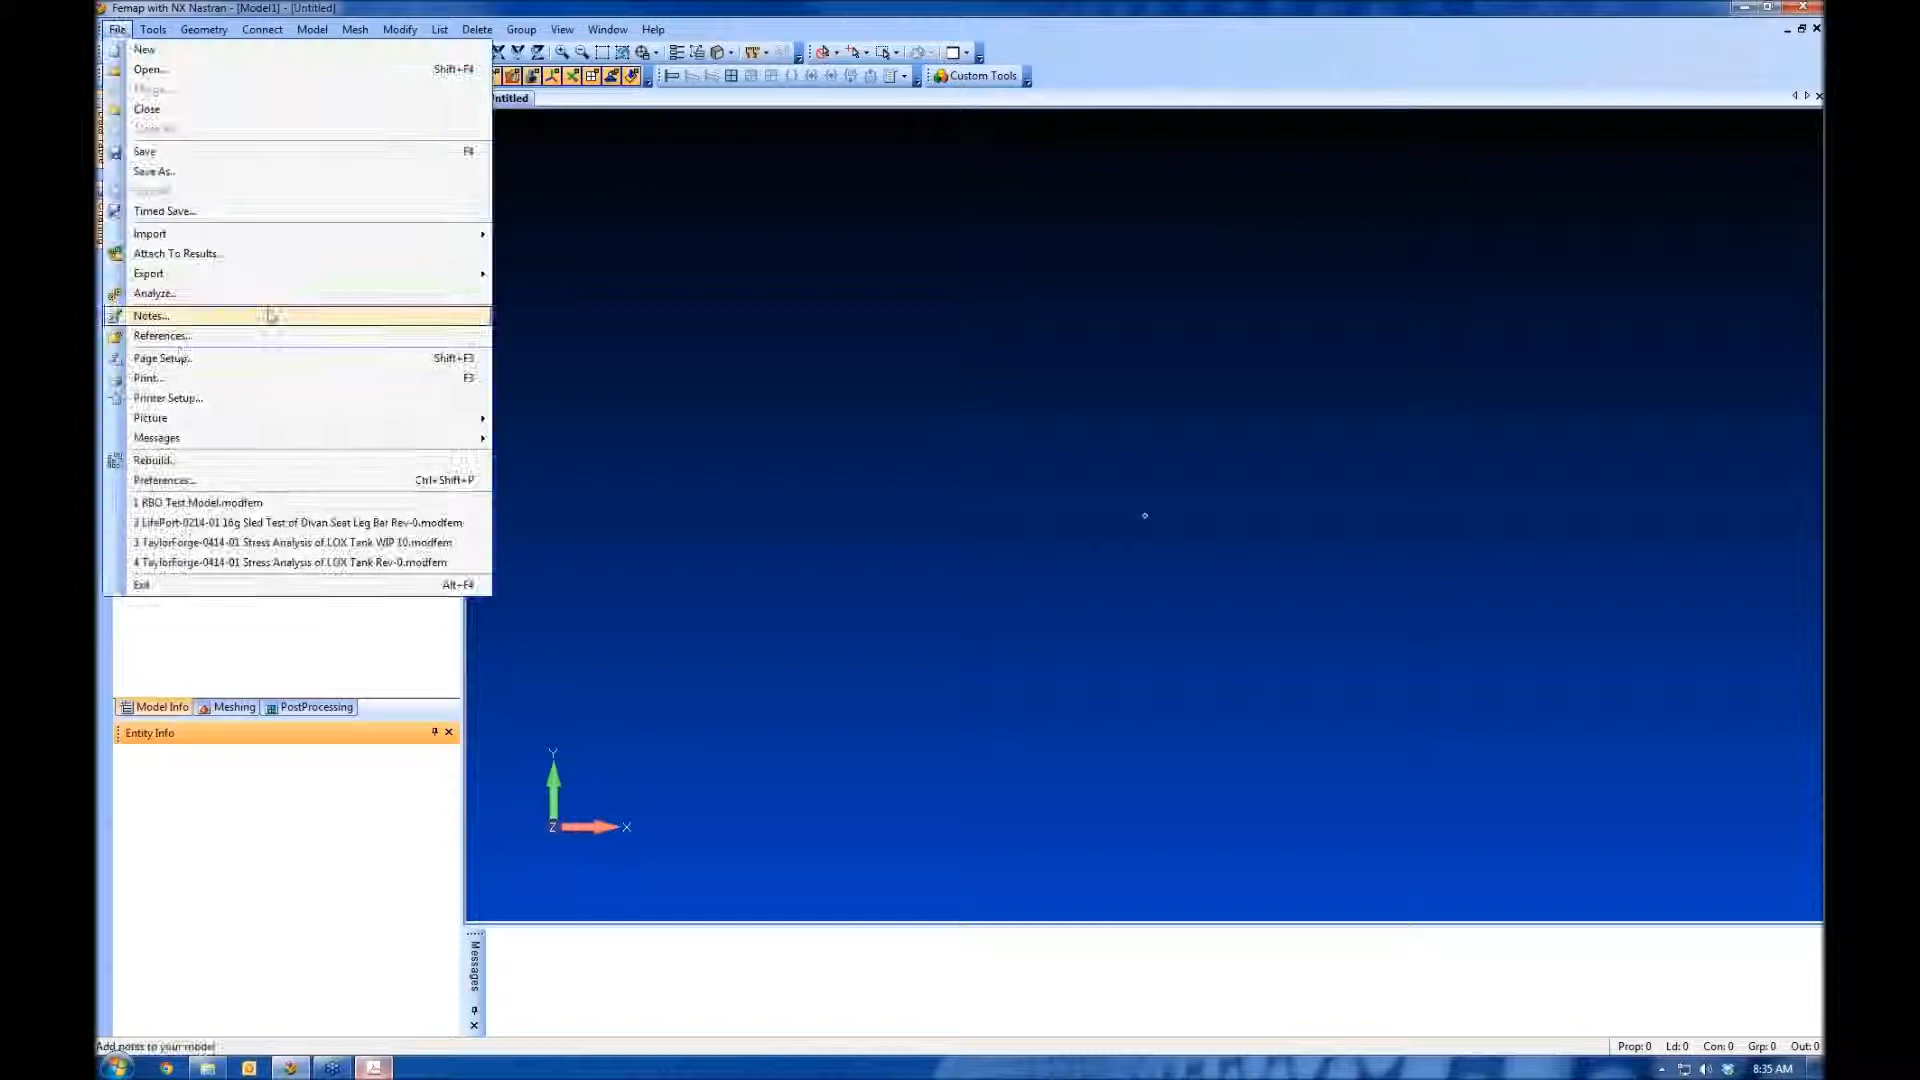 Femap with NX Nastran - [Model1] - [Untitled]
File Tools Geometry Connect Model Mesh Modify List Delete Group View Window Help
Custom Tools
ntitled
New
Open... Shift+F4
Merge...
Close
Save F4
Save As...
Timed Save...
Import
Attach To Results...
Export
Analyze...
Notes...
References...
Page Setup... Shift+F3
Print... F3
Printer Setup...
Picture
Messages
Rebuild...
Preferences... Ctrl+Shift+P
1 RBO Test Model.modfem
2 LifePort-0214-01 16g Sled Test of Divan Seat Leg Bar Rev-0.modfem
3 TaylorForge-0414-01 Stress Analysis of LOX Tank WIP 10.modfem
4 TaylorForge-0414-01 Stress Analysis of LOX Tank Rev-0.modfem
Exit Alt+F4
Model Info Meshing PostProcessing
Entity Info
Y
Z X
Messages
Add notes to your model
Prop: 0 Ld: 0 Con: 0 Grp: 0 Out: 0
8:35 AM